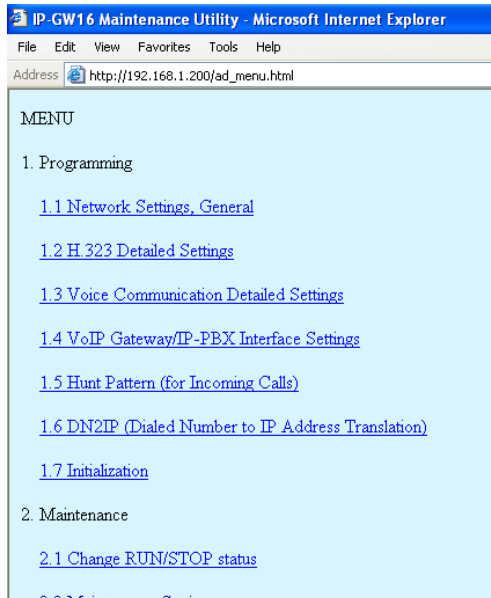 IP-GW16 Maintenance Utility - Microsoft Internet Explorer
File Edit View Favorites Tools Help
Address http://192.168.1.200/ad_menu.html
MENU
1. Programming
1.1 Network Settings, General
1.2 H.323 Detailed Settings
1.3 Voice Communication Detailed Settings
1.4 VoIP Gateway/IP-PBX Interface Settings
1.5 Hunt Pattern (for Incoming Calls)
1.6 DN2IP (Dialed Number to IP Address Translation)
1.7 Initialization
2. Maintenance
2.1 Change RUN/STOP status